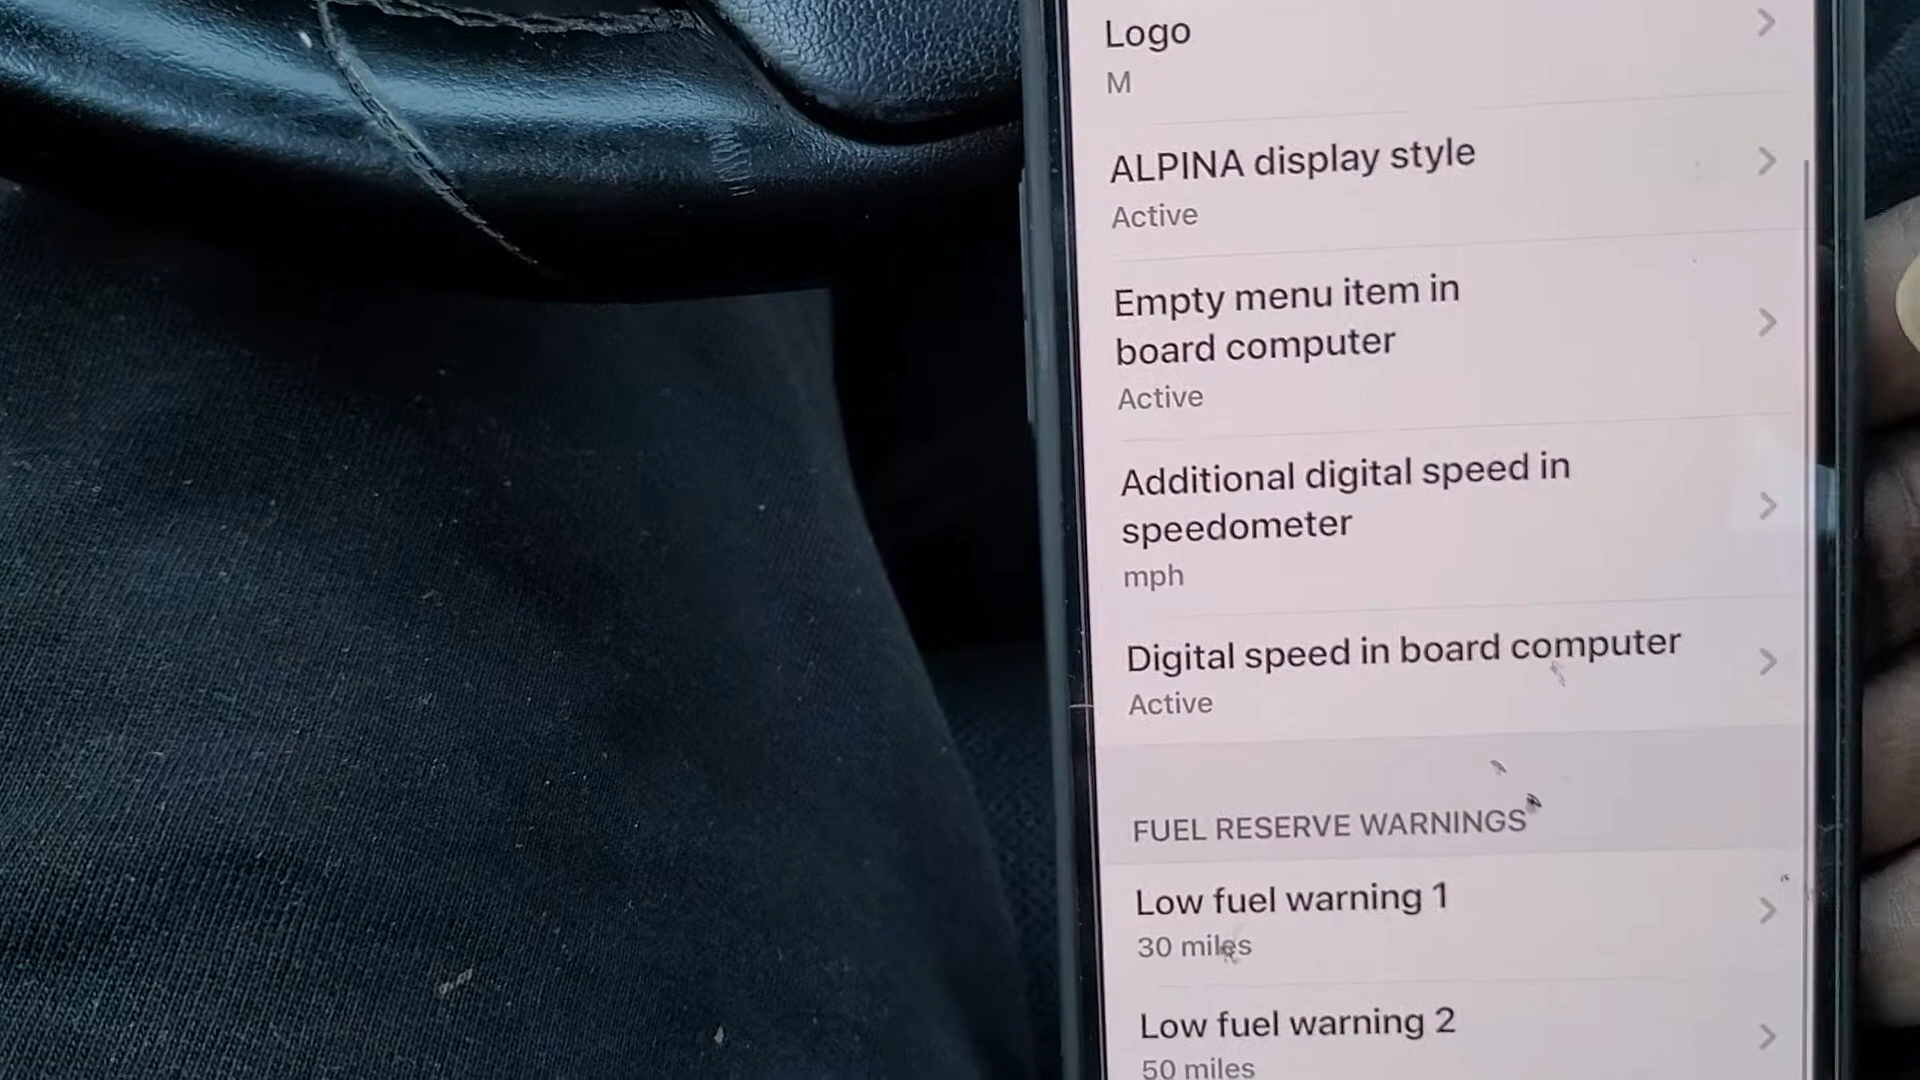 Logo
M
ALPINA display style
Active
Empty menu item in
board computer
Active
Additional digital speed in
speedometer
mph
Digital speed in board computer
Active
FUEL RESERVE WARNINGS
Low fuel warning 1
30 miles
Low fuel warning 2
50 miles